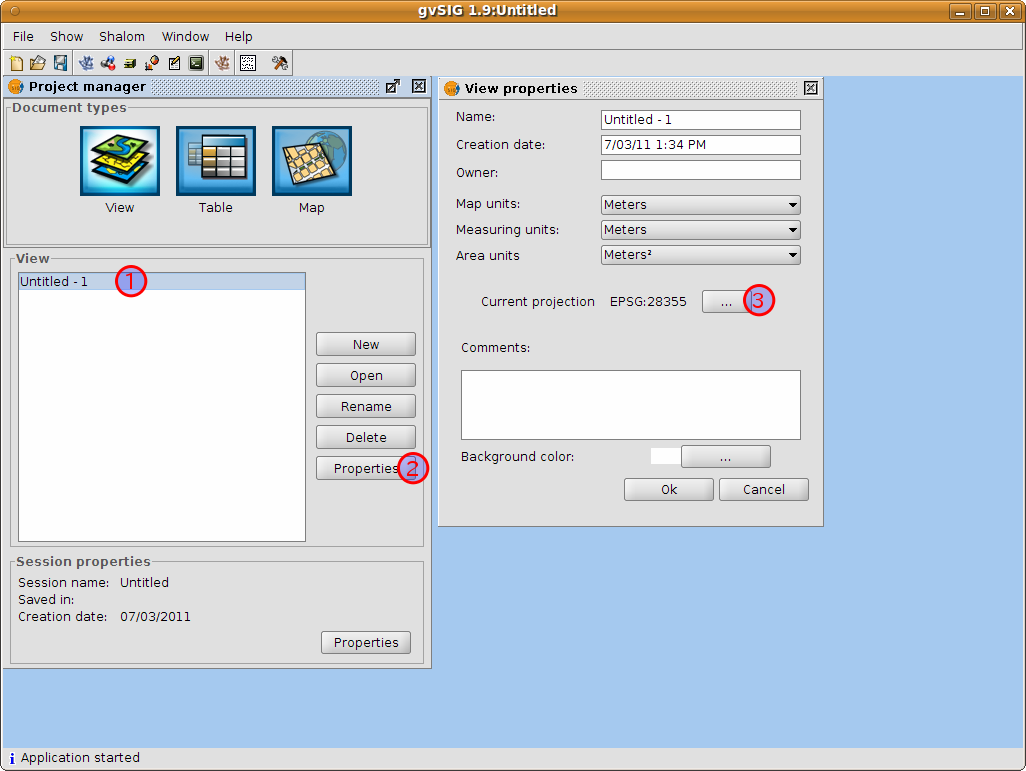 gvSIG 1.9:Untitled
File Show Shalom Window Help
Project manager
Document types
View Table Map
View
Untitled - 1 1
New
Open
Rename
Delete
Properties 2
Session properties
Session name: Untitled
Saved in:
Creation date: 07/03/2011
Properties
View properties
Name: Untitled - 1
Creation date: 7/03/11 1:34 PM
Owner:
Map units: Meters
Measuring units: Meters
Area units Meters²
Current projection EPSG:28355 ... 3
Comments:
Background color: ...
Ok Cancel
Application started